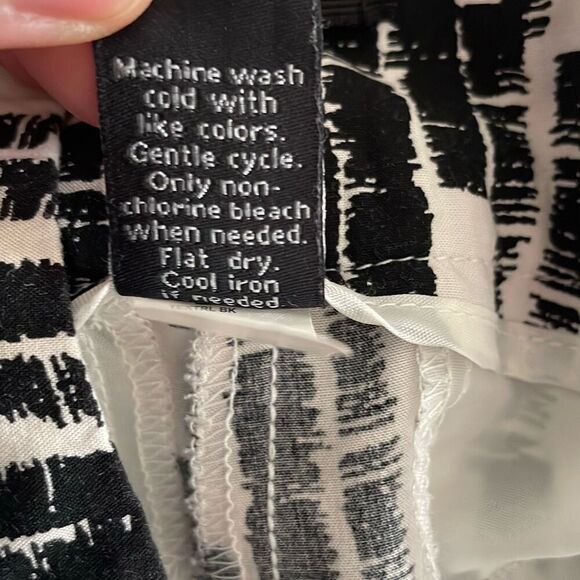 Machine wash
cold with
like colors.
Gentle cycle.
Only non-
chlorine bleach
when needed.
Flat dry.
Cool iron
if needed.